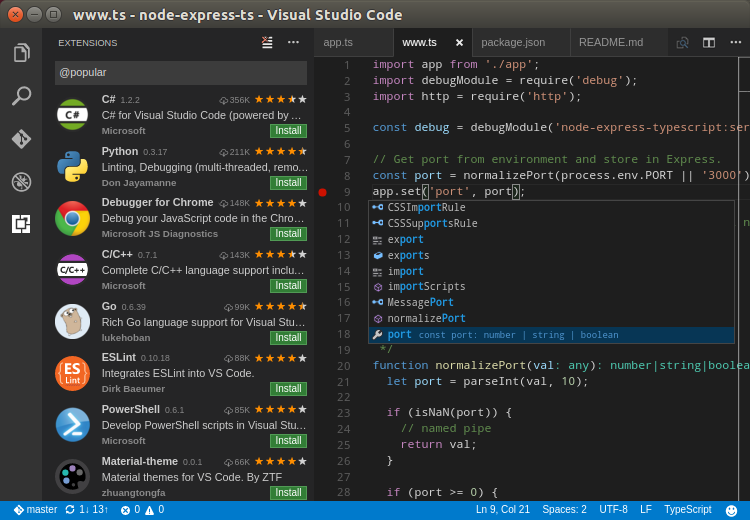 www.ts - node-express-ts - Visual Studio Code
EXTENSIONS
@popular
C# 1.2.2 356K
C# for Visual Studio Code (powered by ...
Microsoft Install
Python 0.3.17 211K
Linting, Debugging (multi-threaded, remo...
Don Jayamanne Install
Debugger for Chrome 148K
Debug your JavaScript code in the Chro...
Microsoft JS Diagnostics Install
C/C++ 0.7.1 143K
C/C++
Complete C/C++ language support inclu...
Microsoft Install
Go 0.6.39 99K
Rich Go language support for Visual Stu...
lukehoban Install
ESLint 0.10.18 88K
ES
Lint
Integrates ESLint into VS Code.
Dirk Baeumer Install
PowerShell 0.6.1 85K
Develop PowerShell scripts in Visual Stu...
Microsoft Install
Material-theme 0.0.1 66K
Material themes for VS Code. By ZTF
zhuangtongfa Install
app.ts www.ts package.json README.md
1 import app from './app';
2 import debugModule = require('debug');
3 import http = require('http');
4
5 const debug = debugModule('node-express-typescript:ser
6
7 // Get port from environment and store in Express.
8 const port = normalizePort(process.env.PORT || '3000')
9 app.set('port', port);
10 CSSImportRule
11 CSSSupportsRule
12 export
13 exports
14 import
15 importScripts
16 MessagePort
17 normalizePort
18 port const port: number | string | boolean
19 */
20 function normalizePort(val: any): number|string|boolea
21 let port = parseInt(val, 10);
22
23 if (isNaN(port)) {
24 // named pipe
25 return val;
26 }
27
28 if (port >= 0) {
master 1↓ 13↑ 0 0 Ln 9, Col 21 Spaces: 2 UTF-8 LF TypeScript